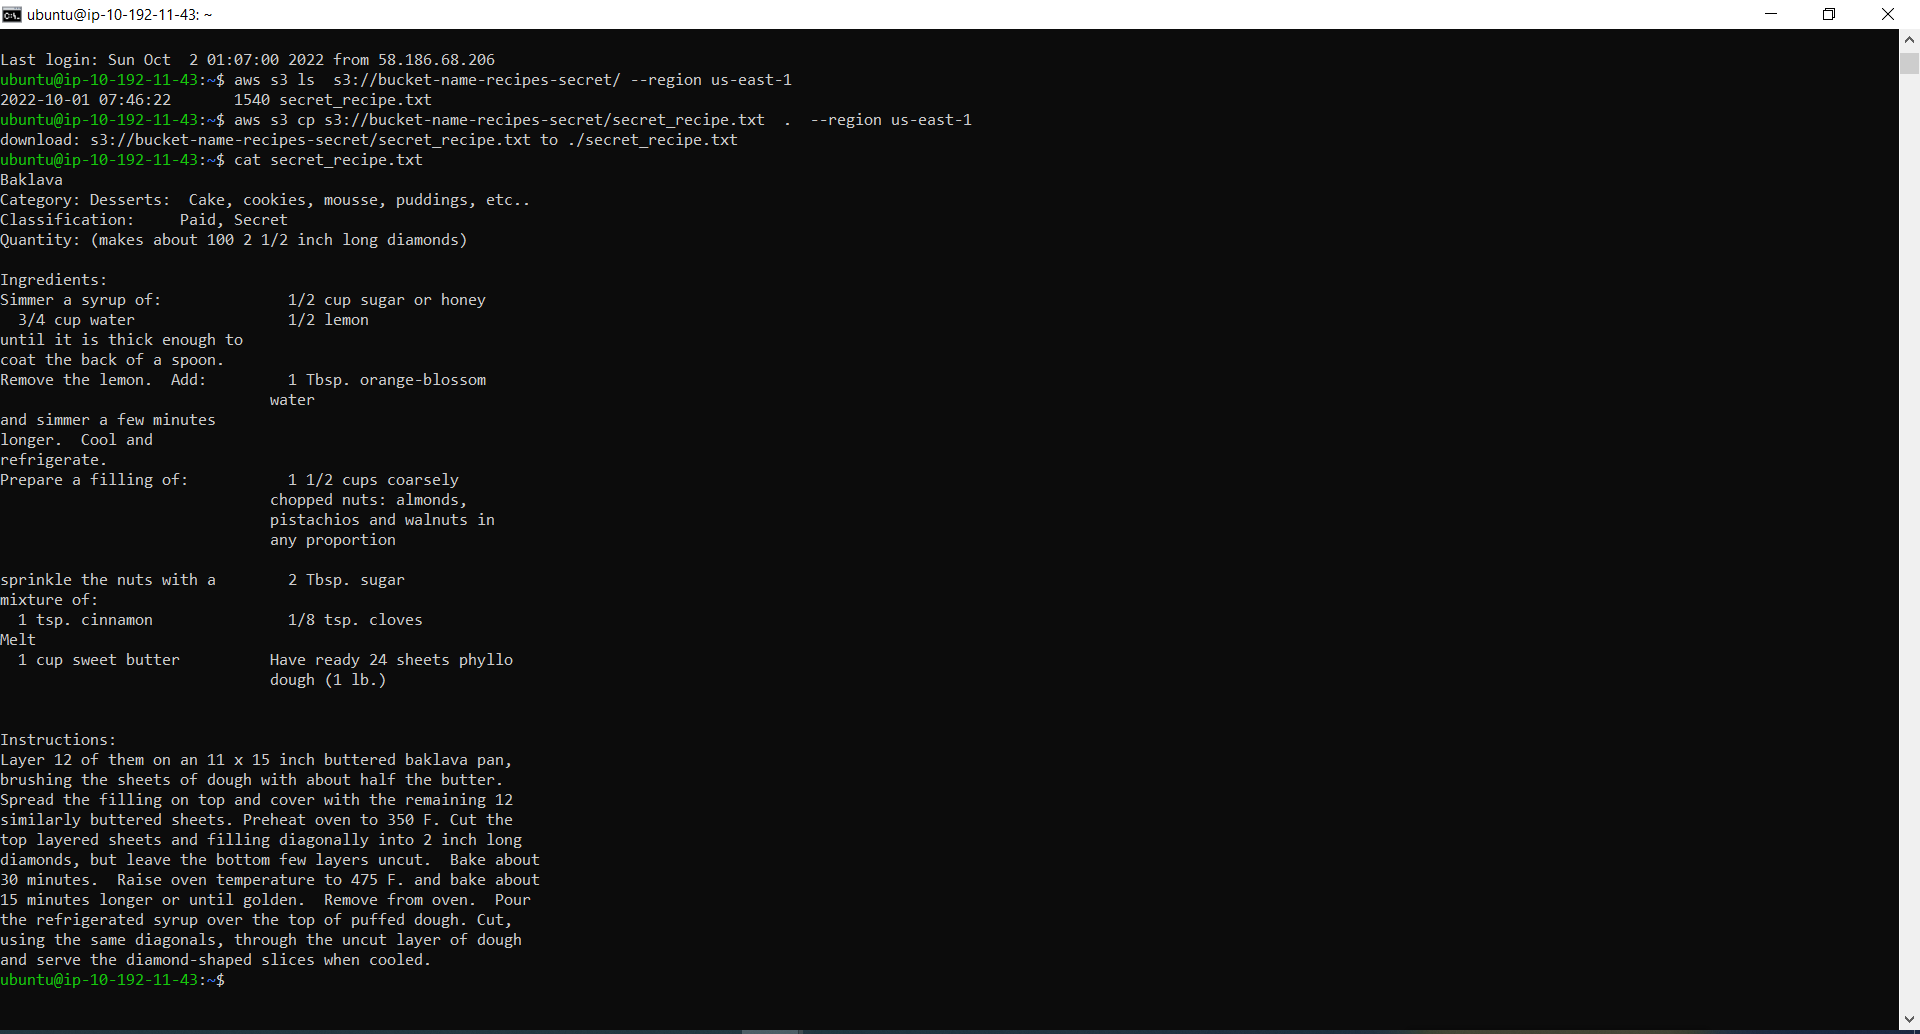 ubuntu@ip-10-192-11-43: ~
Last login: Sun Oct  2 01:07:00 2022 from 58.186.68.206
ubuntu@ip-10-192-11-43:~$ aws s3 ls  s3://bucket-name-recipes-secret/ --region us-east-1
2022-10-01 07:46:22       1540 secret_recipe.txt
ubuntu@ip-10-192-11-43:~$ aws s3 cp s3://bucket-name-recipes-secret/secret_recipe.txt  .  --region us-east-1
download: s3://bucket-name-recipes-secret/secret_recipe.txt to ./secret_recipe.txt
ubuntu@ip-10-192-11-43:~$ cat secret_recipe.txt
Baklava
Category: Desserts:  Cake, cookies, mousse, puddings, etc..
Classification:     Paid, Secret
Quantity: (makes about 100 2 1/2 inch long diamonds)

Ingredients:
Simmer a syrup of:              1/2 cup sugar or honey
  3/4 cup water                 1/2 lemon
until it is thick enough to
coat the back of a spoon.
Remove the lemon.  Add:         1 Tbsp. orange-blossom
                              water
and simmer a few minutes
longer.  Cool and
refrigerate.
Prepare a filling of:           1 1/2 cups coarsely
                              chopped nuts: almonds,
                              pistachios and walnuts in
                              any proportion

sprinkle the nuts with a        2 Tbsp. sugar
mixture of:
  1 tsp. cinnamon               1/8 tsp. cloves
Melt
  1 cup sweet butter          Have ready 24 sheets phyllo
                              dough (1 lb.)

Instructions:
Layer 12 of them on an 11 x 15 inch buttered baklava pan,
brushing the sheets of dough with about half the butter.
Spread the filling on top and cover with the remaining 12
similarly buttered sheets. Preheat oven to 350 F. Cut the
top layered sheets and filling diagonally into 2 inch long
diamonds, but leave the bottom few layers uncut.  Bake about
30 minutes.  Raise oven temperature to 475 F. and bake about
15 minutes longer or until golden.  Remove from oven.  Pour
the refrigerated syrup over the top of puffed dough. Cut,
using the same diagonals, through the uncut layer of dough
and serve the diamond-shaped slices when cooled.
ubuntu@ip-10-192-11-43:~$